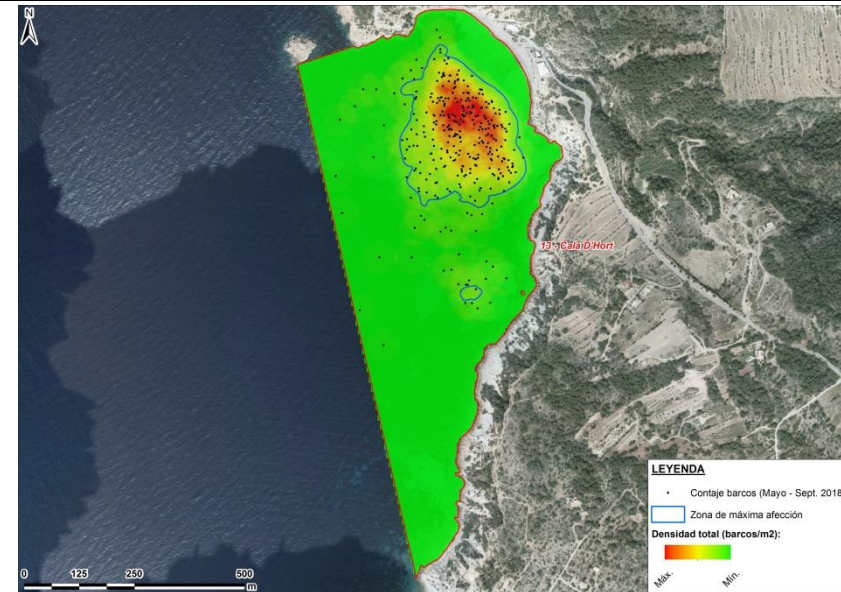 N
13- Cala D'Hort
LEYENDA
Contaje barcos (Mayo - Sept. 2018
Zona de máxima afección
Densidad total (barcos/m2):
Máx. Mín.
0 125 250 500
m